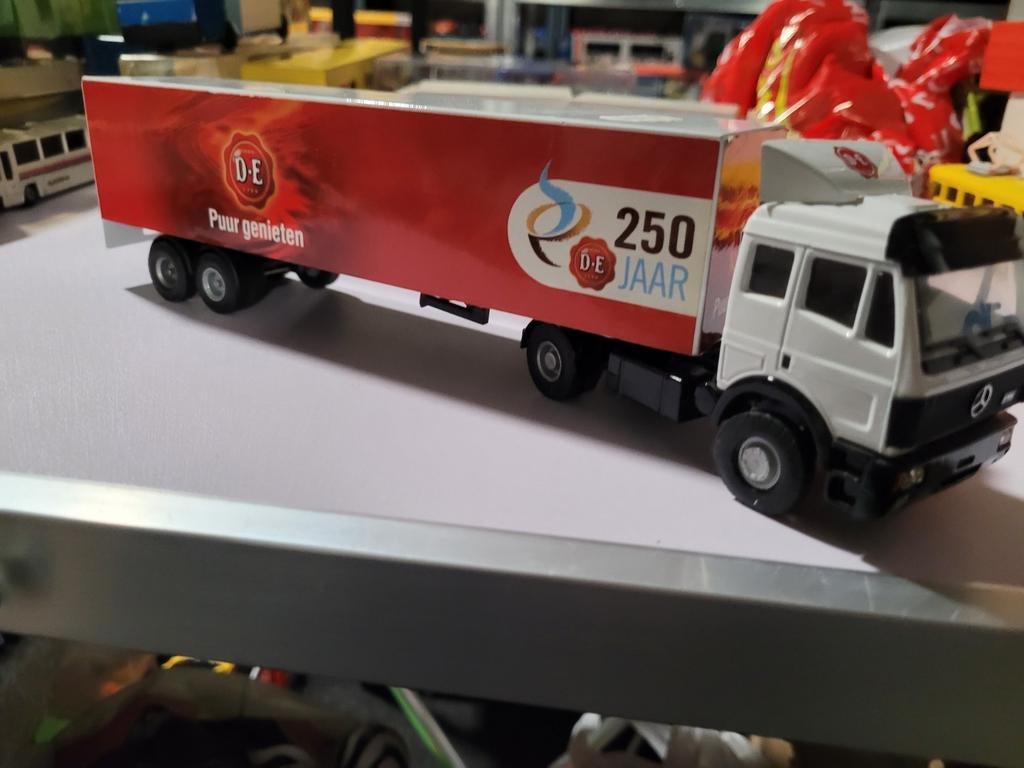 D·E
Puur genieten
250
JAAR
D·E